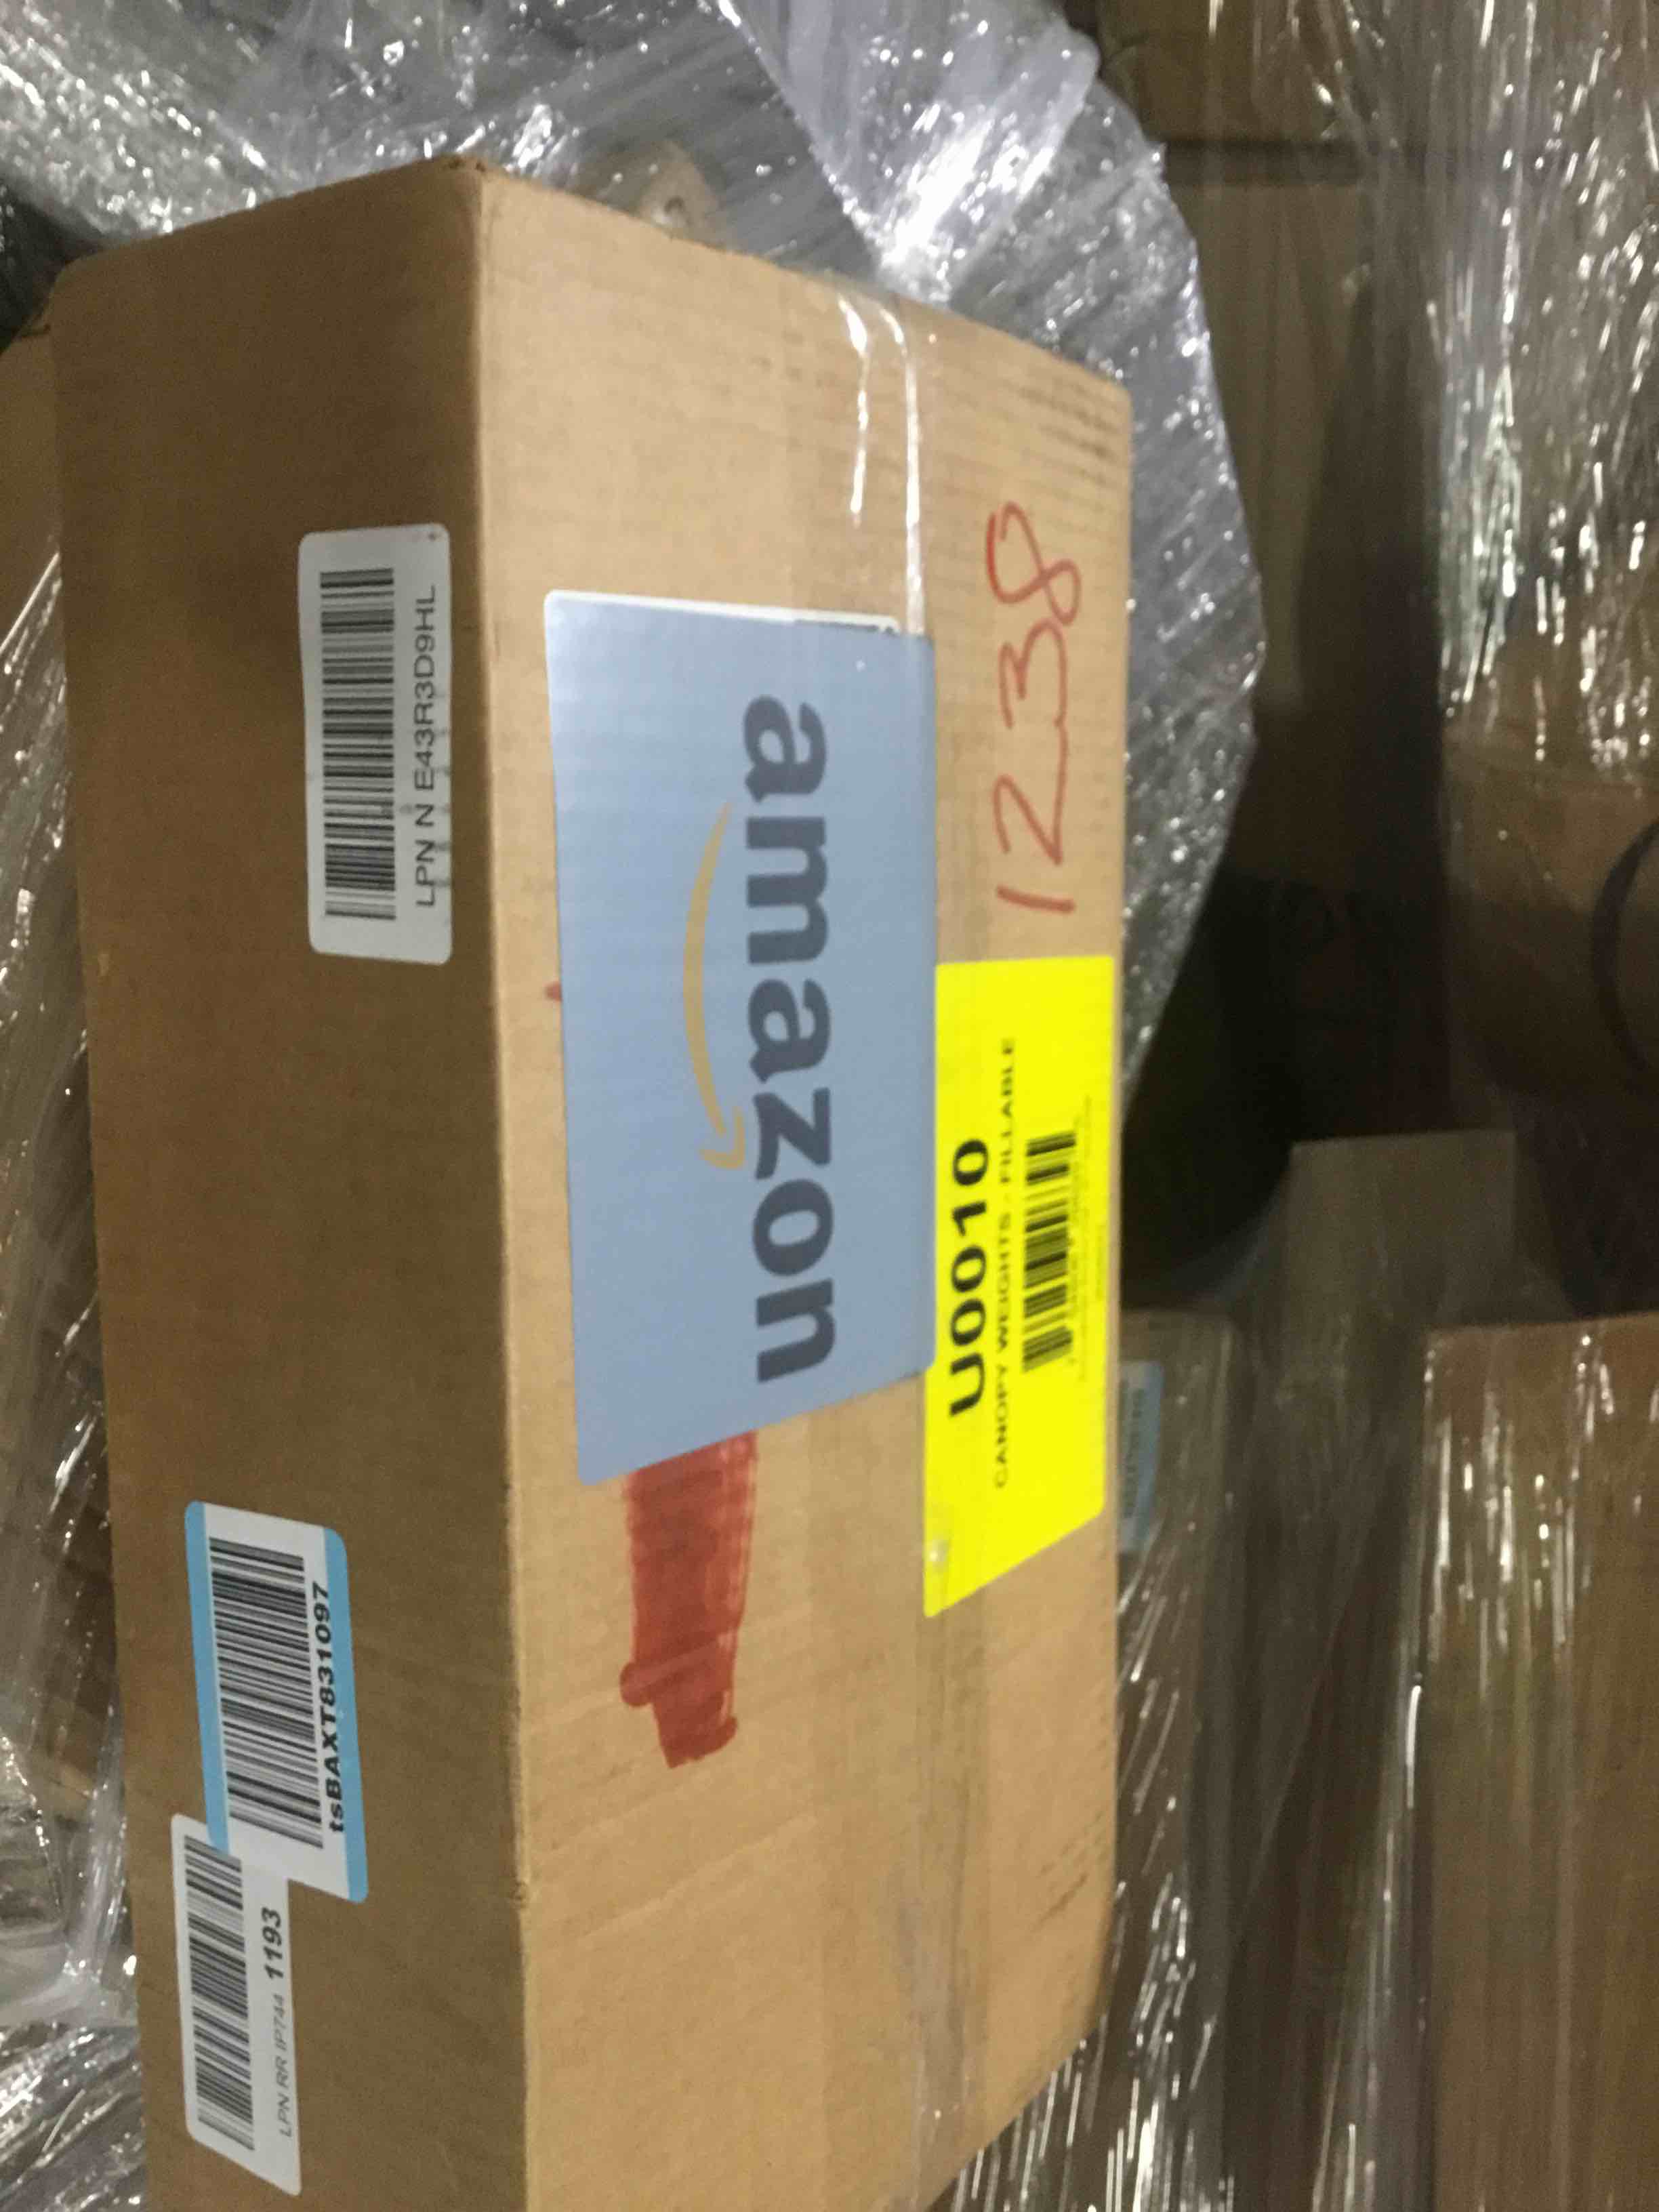 1238
amazon
U0010
CANOPY WEIGHTS - FILLABLE
LPN N E43R3D9HL
tsBAXT831097
LPN RR IP744 1193